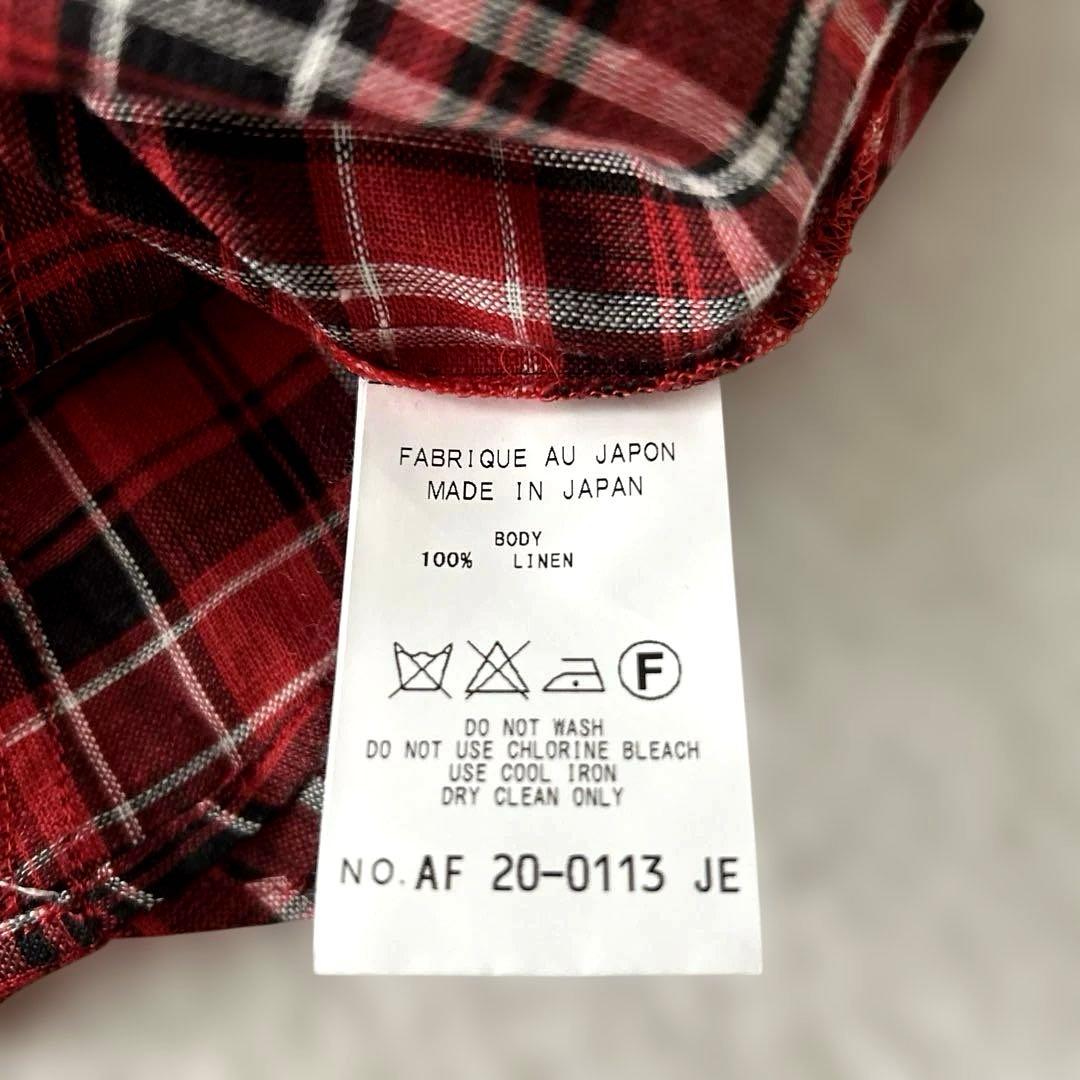 FABRIQUE AU JAPON
MADE IN JAPAN
BODY
100% LINEN
F
DO NOT WASH
DO NOT USE CHLORINE BLEACH
USE COOL IRON
DRY CLEAN ONLY
NO. AF 20-0113 JE